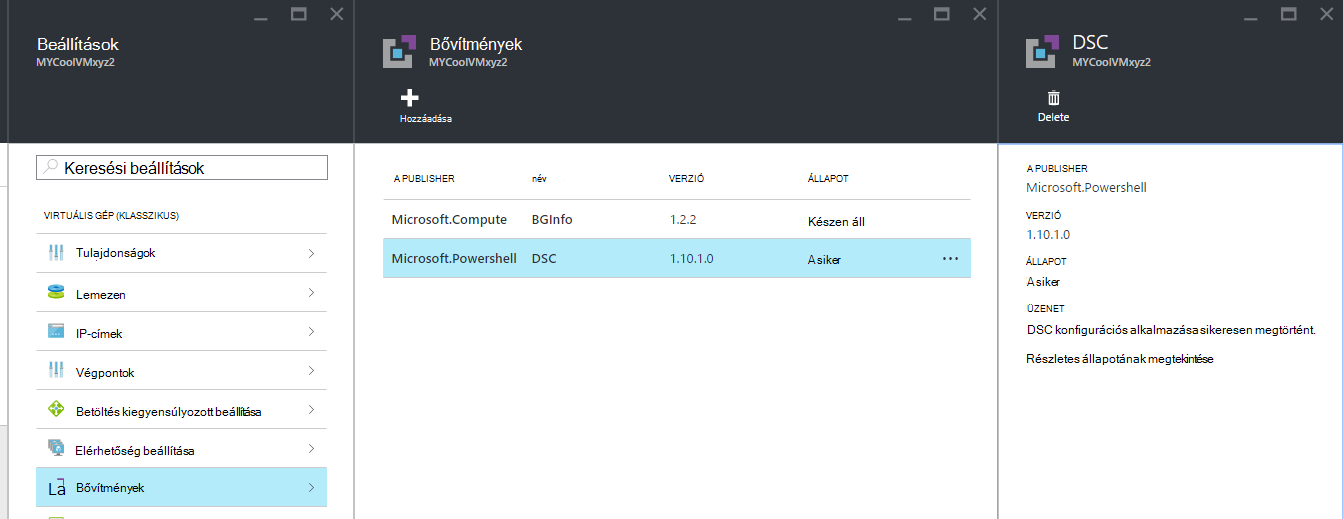 Beállítások
MYCoolVMxyz2
Keresési beállítások
VIRTUÁLIS GÉP (KLASSZIKUS)
Tulajdonságok
Lemezen
IP-címek
Végpontok
Betöltés kiegyensúlyozott beállítása
Elérhetőség beállítása
La Bővítmények
Bővítmények
MYCoolVMxyz2
Hozzáadása
A PUBLISHER név VERZIÓ ÁLLAPOT
Microsoft.Compute BGInfo 1.2.2 Készen áll
Microsoft.Powershell DSC 1.10.1.0 A siker ...
DSC
MYCoolVMxyz2
Delete
A PUBLISHER
Microsoft.Powershell
VERZIÓ
1.10.1.0
ÁLLAPOT
A siker
ÜZENET
DSC konfigurációs alkalmazása sikeresen megtörtént.
Részletes állapotának megtekintése